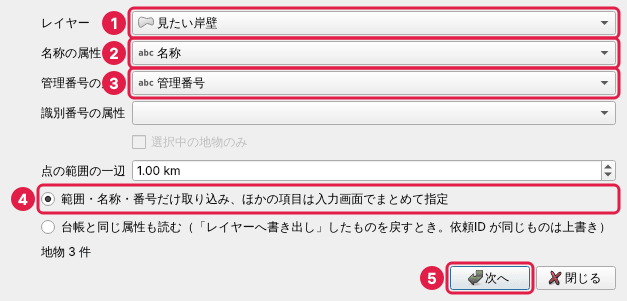 レイヤー 1 見たい岸壁
名称の属性 2 abc 名称
管理番号の 3 abc 管理番号
識別番号の属性
選択中の地物のみ
点の範囲の一辺 1.00 km
4 範囲・名称・番号だけ取り込み、ほかの項目は入力画面でまとめて指定
台帳と同じ属性も読む（「レイヤーへ書き出し」したものを戻すとき。依頼ID が同じものは上書き）
地物 3 件
5 次へ 閉じる